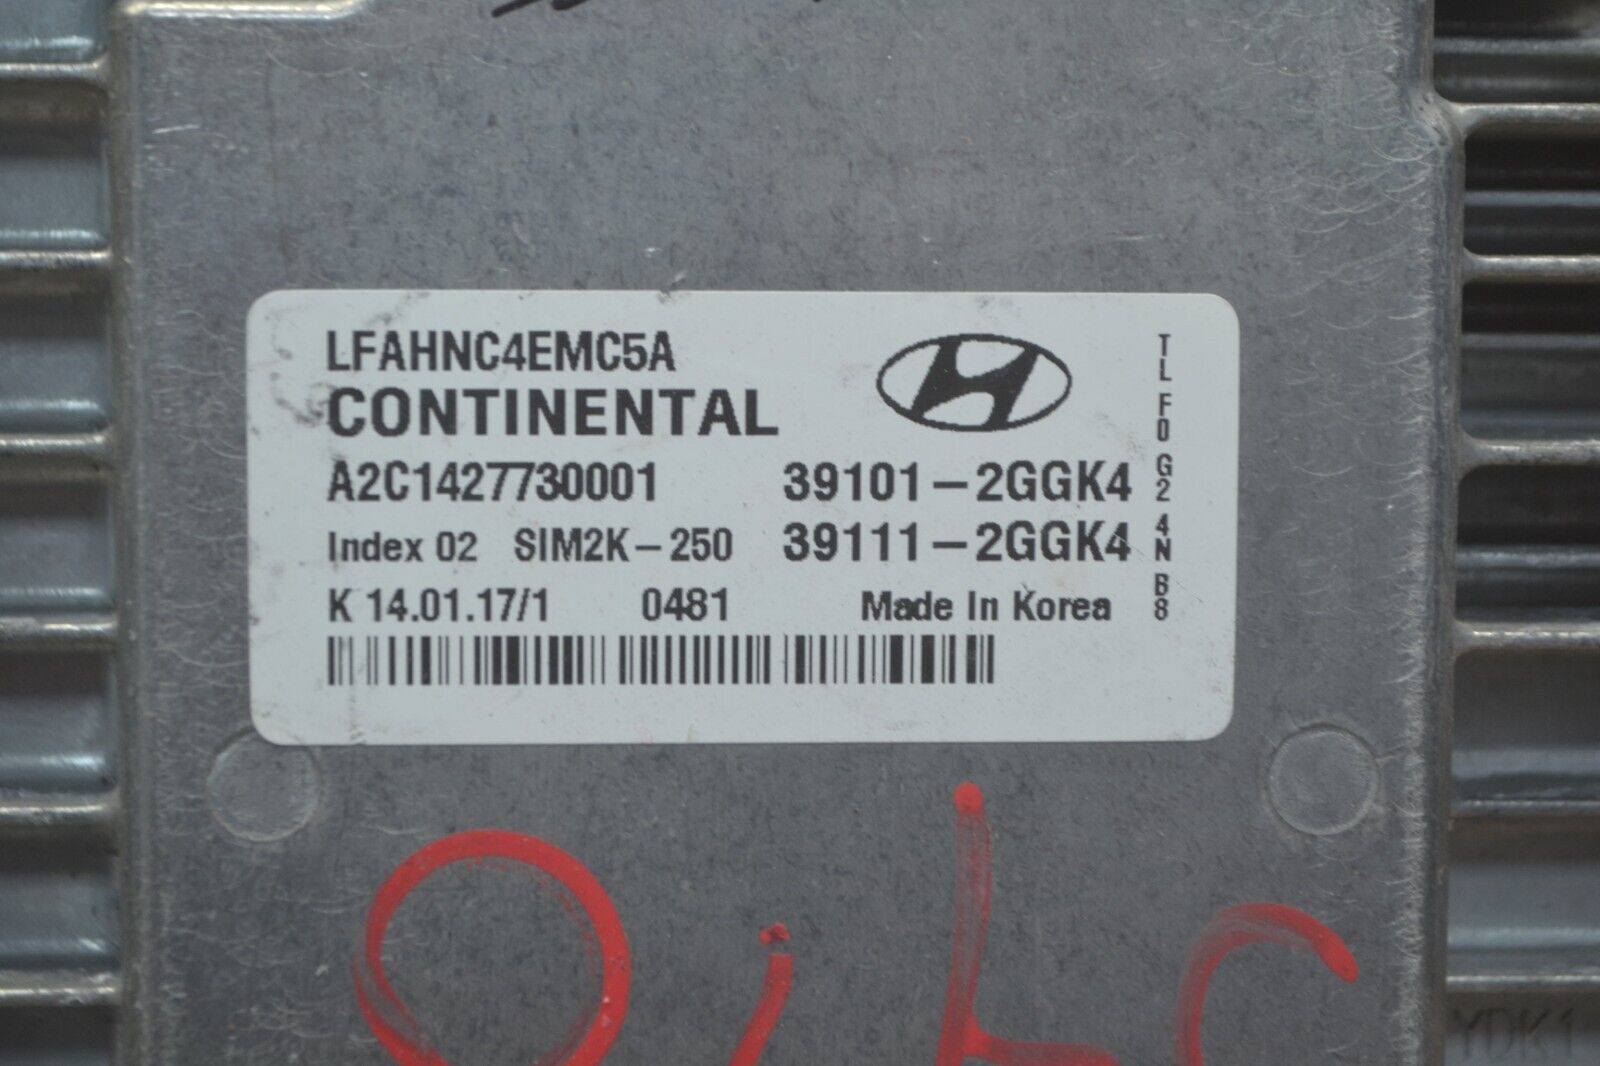 LFAHNC4EMC5A
CONTINENTAL
A2C1427730001 39101-2GGK4
Index 02 SIM2K-250 39111-2GGK4
K 14.01.17/1 0481 Made In Korea
TL F0 G2 4N B8
YDK1